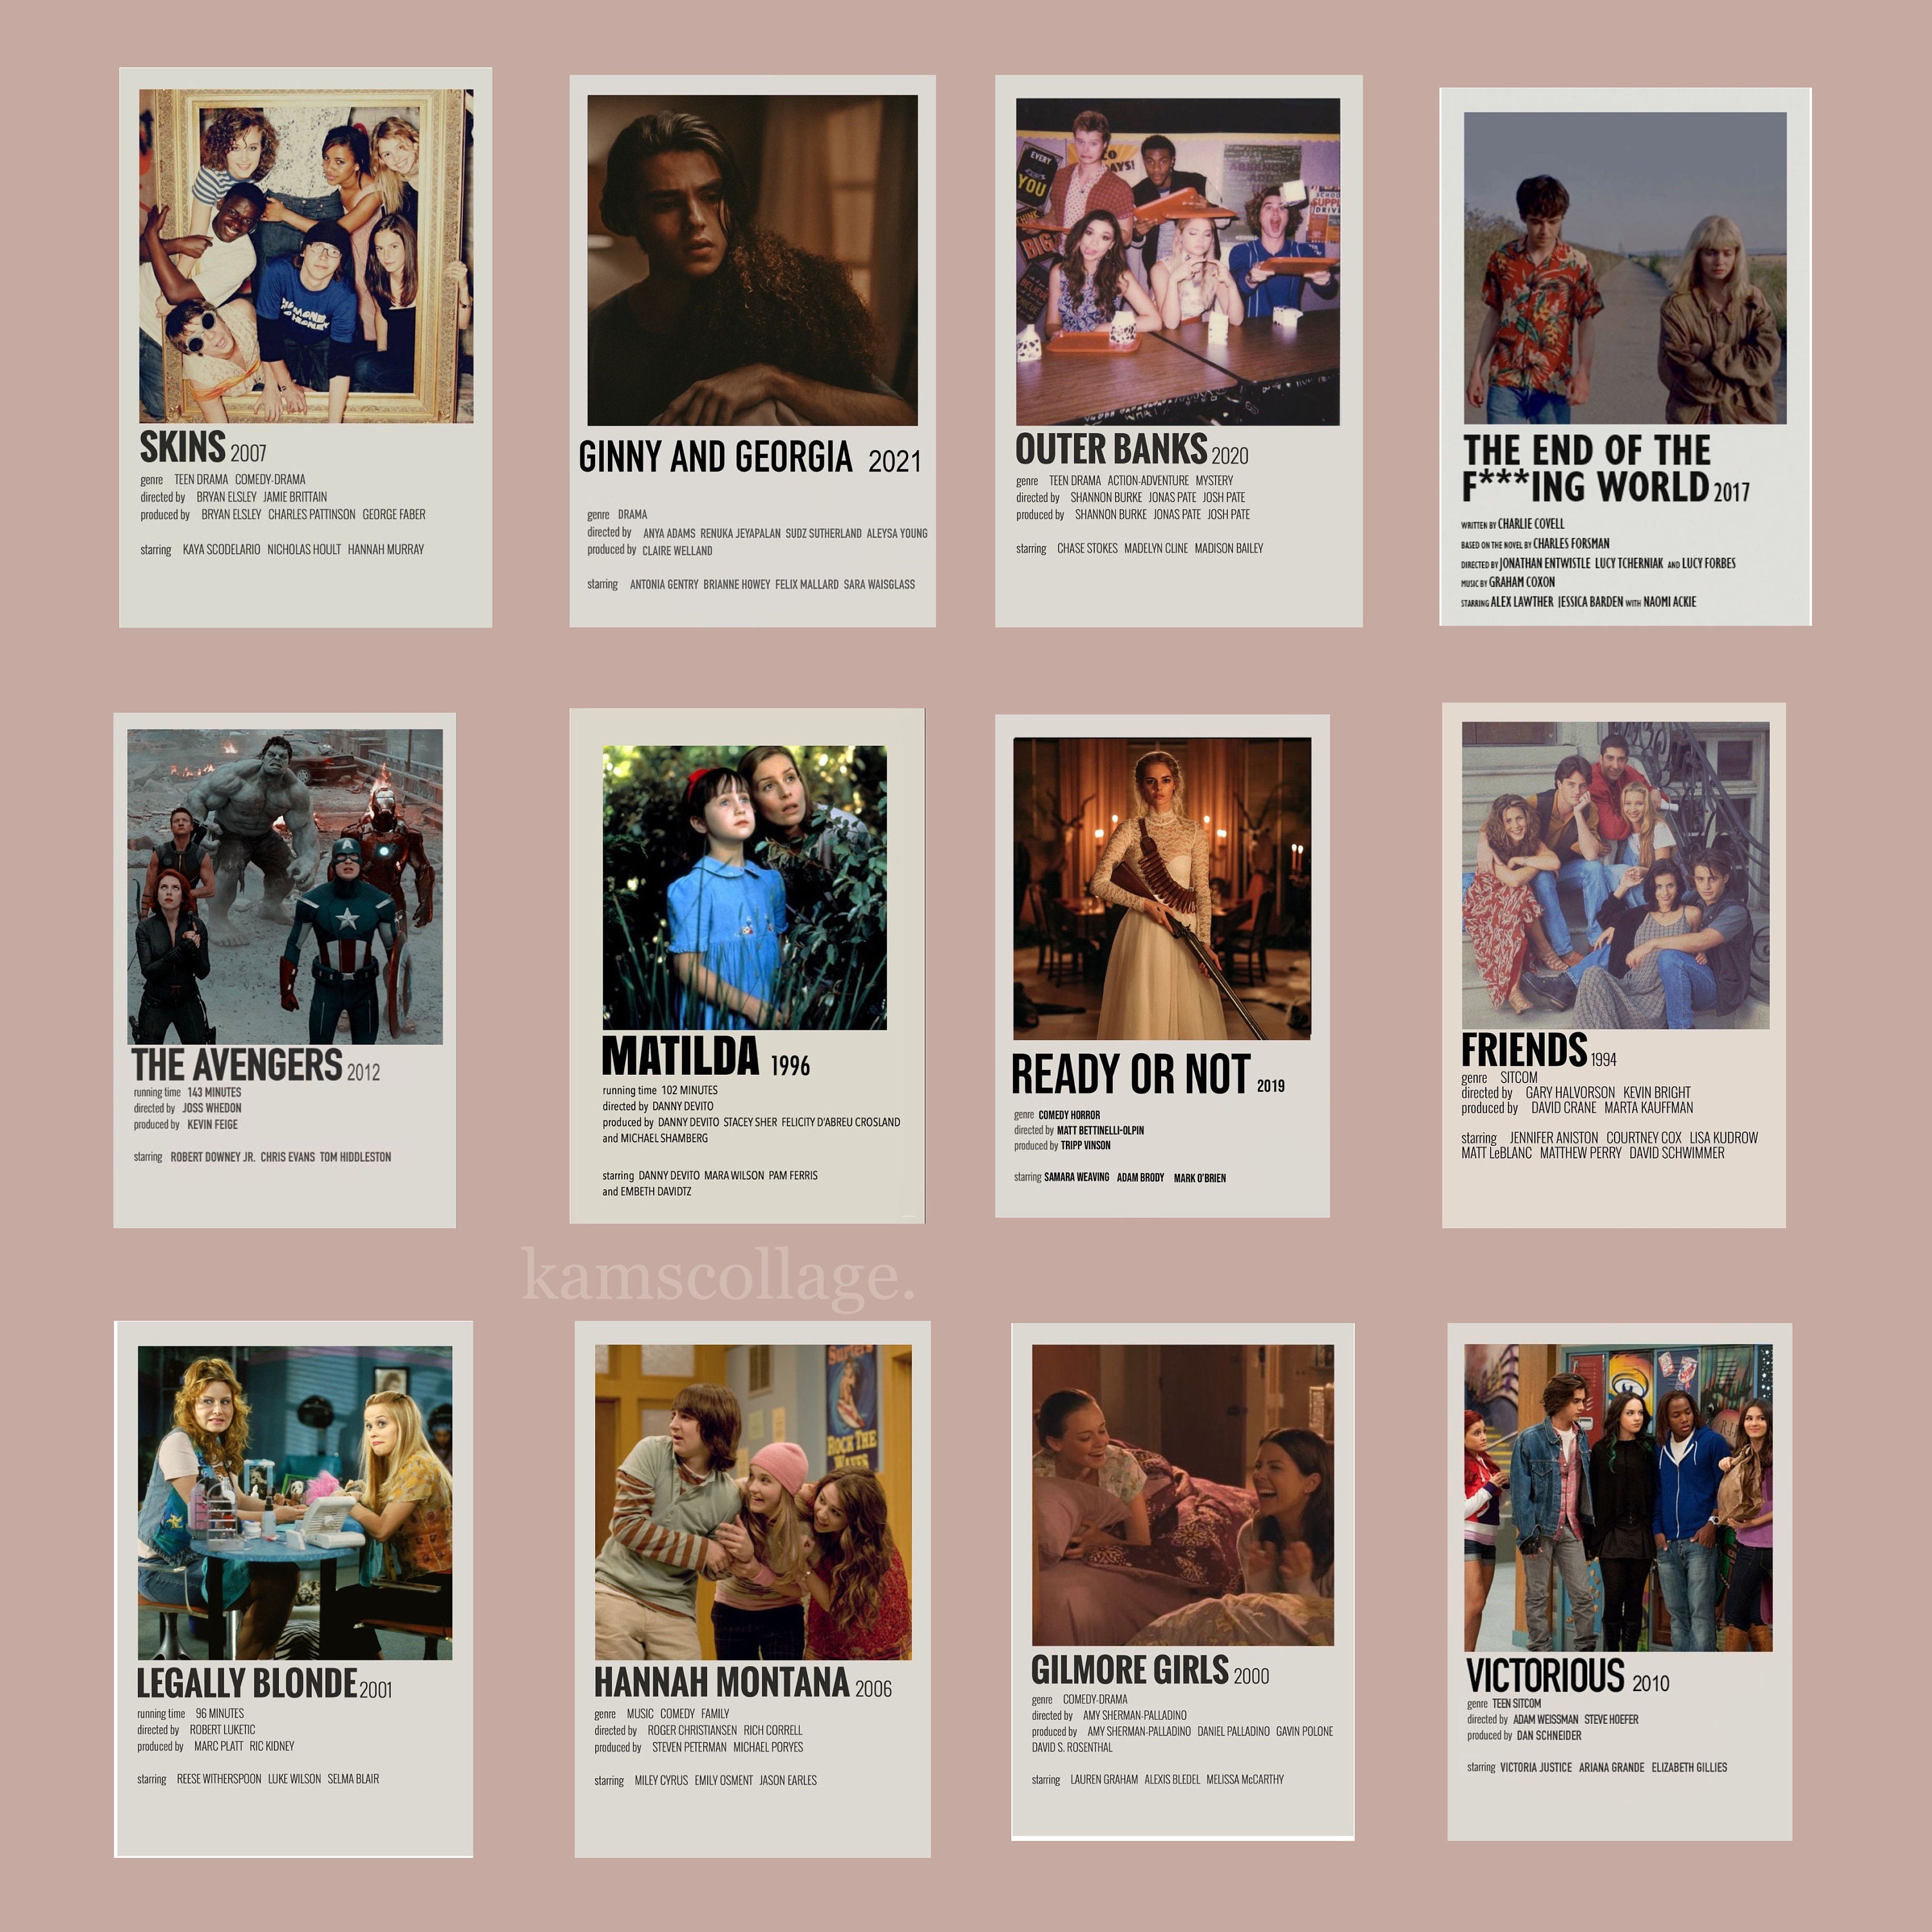 SKINS 2007
genre TEEN DRAMA COMEDY-DRAMA
directed by BRYAN ELSLEY JAMIE BRITTAIN
produced by BRYAN ELSLEY CHARLES PATTINSON GEORGE FABER
starring KAYA SCODELARIO NICHOLAS HOULT HANNAH MURRAY
GINNY AND GEORGIA 2021
genre DRAMA
directed by ANYA ADAMS RENUKA JEYAPALAN SUDZ SUTHERLAND ALEYSA YOUNG
produced by CLAIRE WELLAND
starring ANTONIA GENTRY BRIANNE HOWEY FELIX MALLARD SARA WAISGLASS
EVERY
YOU
THINK
BIG
BELIEVE
AYS!
ABSENCES
ADD
SCHOOL
SUPP
DRIVE
OUTER BANKS 2020
genre TEEN DRAMA ACTION-ADVENTURE MYSTERY
directed by SHANNON BURKE JONAS PATE JOSH PATE
produced by SHANNON BURKE JONAS PATE JOSH PATE
starring CHASE STOKES MADELYN CLINE MADISON BAILEY
THE END OF THE
F***ING WORLD 2017
WRITTEN BY CHARLIE COVELL
BASED ON THE NOVEL BY CHARLES FORSMAN
DIRECTED BY JONATHAN ENTWISTLE LUCY TCHERNIAK AND LUCY FORBES
MUSIC BY GRAHAM COXON
STARRING ALEX LAWTHER JESSICA BARDEN WITH NAOMI ACKIE
THE AVENGERS 2012
running time 143 MINUTES
directed by JOSS WHEDON
produced by KEVIN FEIGE
starring ROBERT DOWNEY JR. CHRIS EVANS TOM HIDDLESTON
MATILDA 1996
running time 102 MINUTES
directed by DANNY DEVITO
produced by DANNY DEVITO STACEY SHER FELICITY D'ABREU CROSLAND
and MICHAEL SHAMBERG
starring DANNY DEVITO MARA WILSON PAM FERRIS
and EMBETH DAVIDTZ
READY OR NOT 2019
genre COMEDY HORROR
directed by MATT BETTINELLI-OLPIN
produced by TRIPP VINSON
starring SAMARA WEAVING ADAM BRODY MARK O'BRIEN
FRIENDS 1994
genre SITCOM
directed by GARY HALVORSON KEVIN BRIGHT
produced by DAVID CRANE MARTA KAUFFMAN
starring JENNIFER ANISTON COURTNEY COX LISA KUDROW
MATT LeBLANC MATTHEW PERRY DAVID SCHWIMMER
kamscollage.
LEGALLY BLONDE 2001
running time 96 MINUTES
directed by ROBERT LUKETIC
produced by MARC PLATT RIC KIDNEY
starring REESE WITHERSPOON LUKE WILSON SELMA BLAIR
ROCK THE
HANNAH MONTANA 2006
genre MUSIC COMEDY FAMILY
directed by ROGER CHRISTIANSEN RICH CORRELL
produced by STEVEN PETERMAN MICHAEL PORYES
starring MILEY CYRUS EMILY OSMENT JASON EARLES
GILMORE GIRLS 2000
genre COMEDY-DRAMA
directed by AMY SHERMAN-PALLADINO
produced by AMY SHERMAN-PALLADINO DANIEL PALLADINO GAVIN POLONE
DAVID S. ROSENTHAL
starring LAUREN GRAHAM ALEXIS BLEDEL MELISSA McCARTHY
VICTORIOUS 2010
genre TEEN SITCOM
directed by ADAM WEISSMAN STEVE HOEFER
produced by DAN SCHNEIDER
starring VICTORIA JUSTICE ARIANA GRANDE ELIZABETH GILLIES